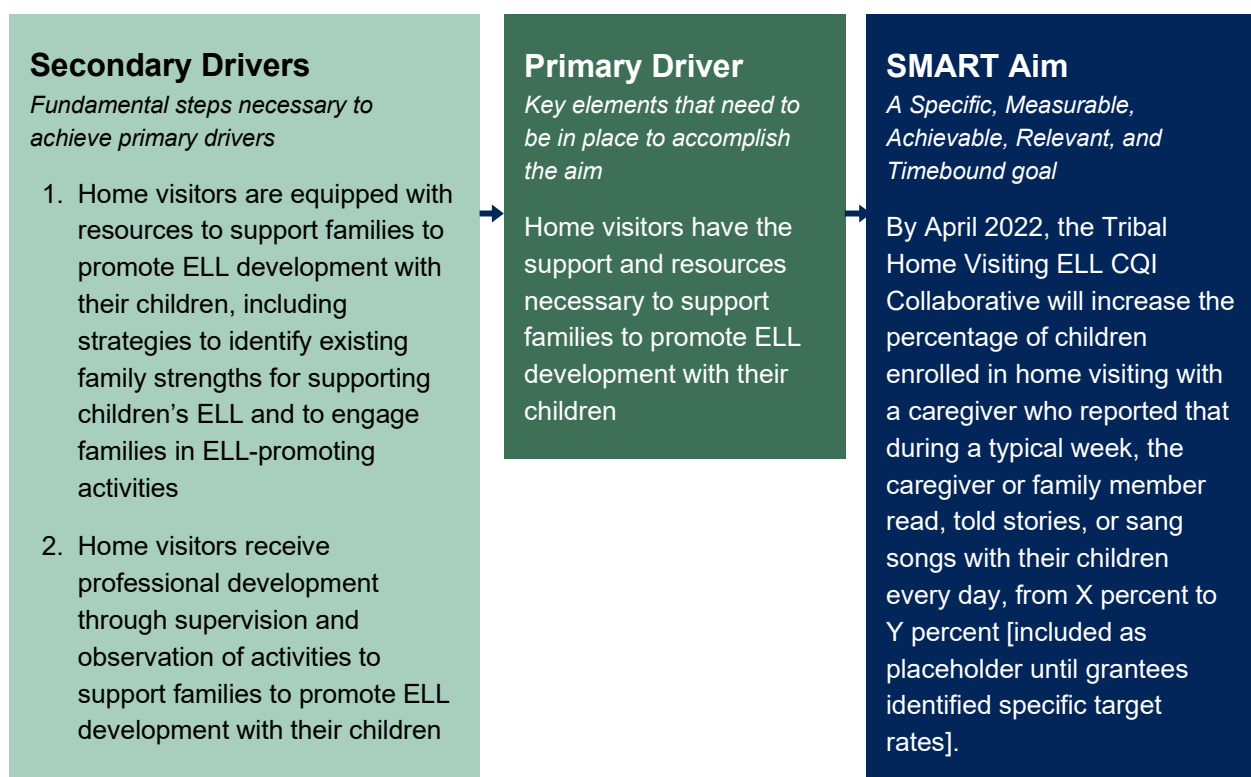 Secondary Drivers
Fundamental steps necessary to
achieve primary drivers
1. Home visitors are equipped with
resources to support families to
promote ELL development with
their children, including
strategies to identify existing
family strengths for supporting
children’s ELL and to engage
families in ELL-promoting
activities
2. Home visitors receive
professional development
through supervision and
observation of activities to
support families to promote ELL
development with their children
Primary Driver
Key elements that need to
be in place to accomplish
the aim
Home visitors have the
support and resources
necessary to support
families to promote ELL
development with their
children
SMART Aim
A Specific, Measurable,
Achievable, Relevant, and
Timebound goal
By April 2022, the Tribal
Home Visiting ELL CQI
Collaborative will increase the
percentage of children
enrolled in home visiting with
a caregiver who reported that
during a typical week, the
caregiver or family member
read, told stories, or sang
songs with their children
every day, from X percent to
Y percent [included as
placeholder until grantees
identified specific target
rates].